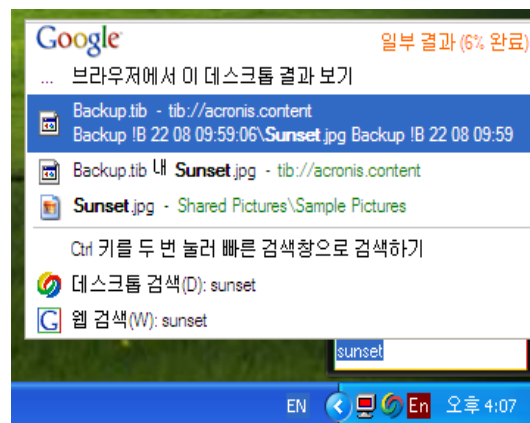 Google
일부 결과 (6% 완료)
... 브라우저에서 이 데스크톱 결과 보기
Backup.tib - tib://acronis.content
Backup !B 22 08 09:59:06\Sunset.jpg Backup !B 22 08 09:59
Backup.tib 내 Sunset.jpg - tib://acronis.content
Sunset.jpg - Shared Pictures\Sample Pictures
Ctrl 키를 두 번 눌러 빠른 검색창으로 검색하기
데스크톱 검색(D): sunset
G 웹 검색(W): sunset
sunset
EN En 오후 4:07